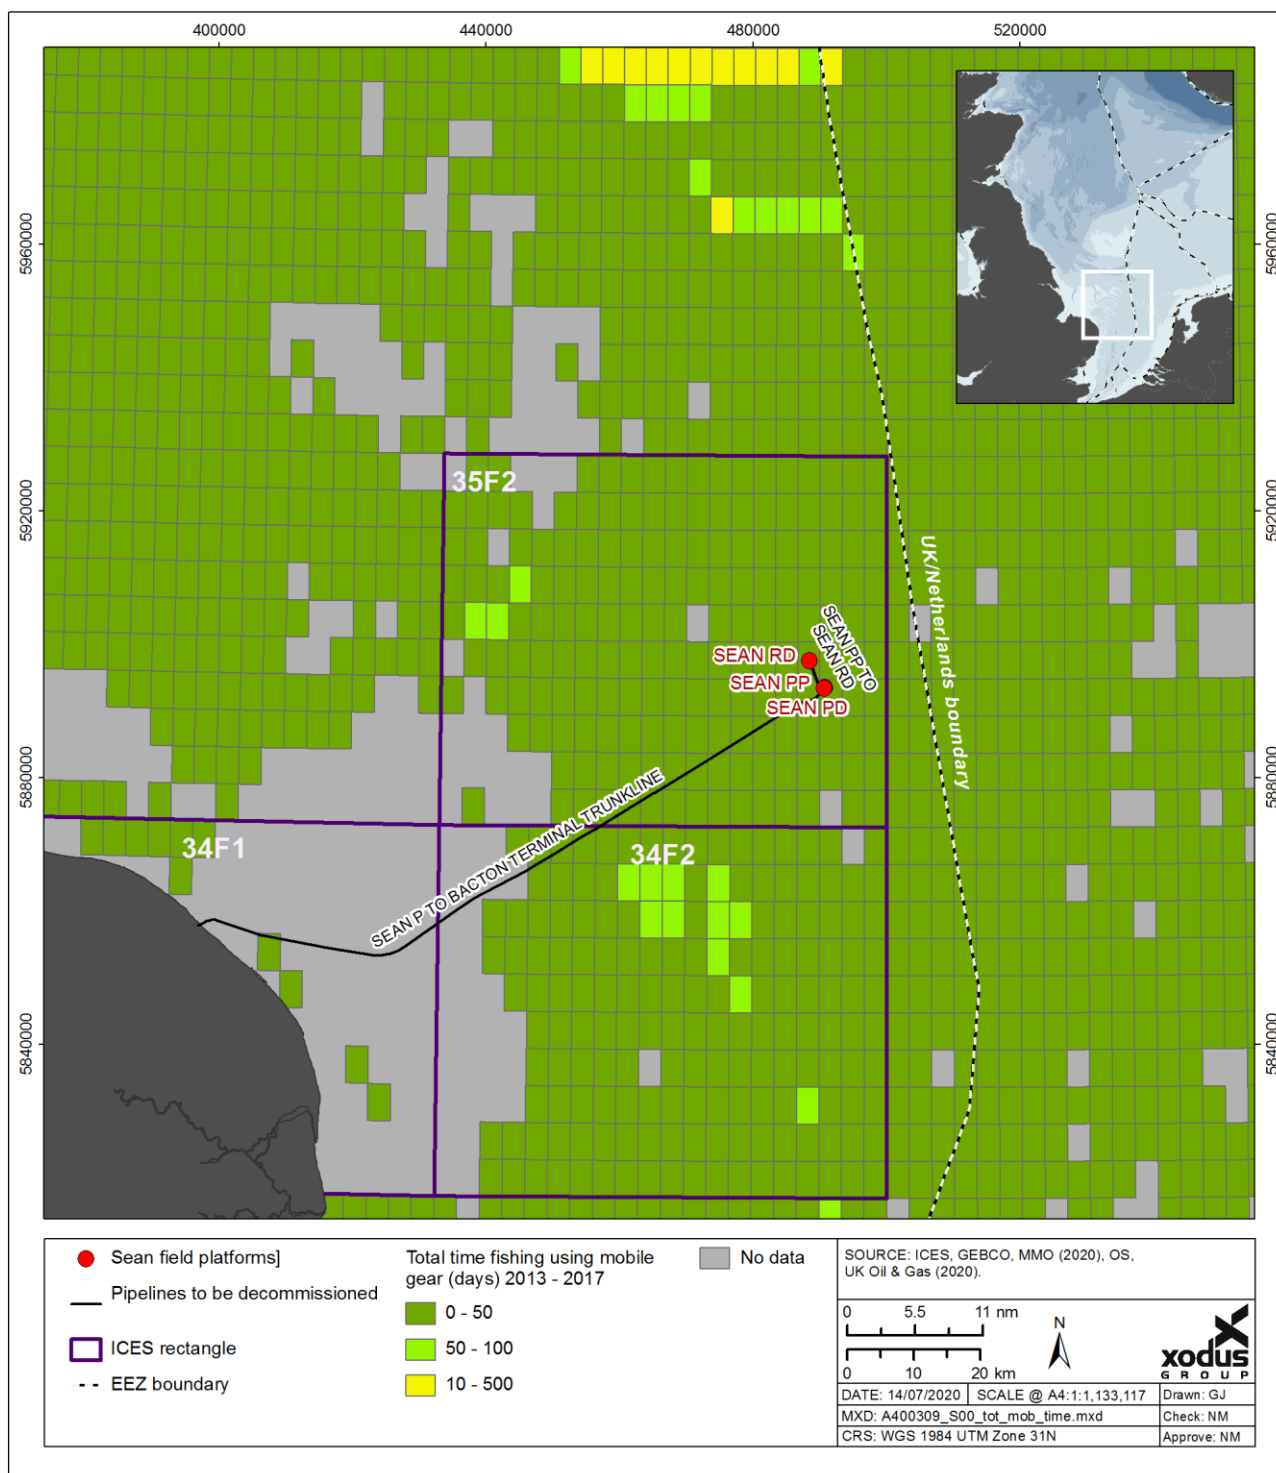 400000
440000
480000
520000
5960000
5960000
5920000
5920000
5880000
5880000
5840000
5840000
35F2
34F1
34F2
UK/Netherlands boundary
SEAN PP TO
SEAN RD
SEAN RD
SEAN PP
SEAN PD
SEAN P TO BACTON TERMINAL TRUNKLINE
Sean field platforms]
Pipelines to be decommissioned
ICES rectangle
EEZ boundary
Total time fishing using mobile
gear (days) 2013 - 2017
0 - 50
50 - 100
10 - 500
No data
SOURCE: ICES, GEBCO, MMO (2020), OS,
UK Oil & Gas (2020).
0 5.5 11 nm
0 10 20 km
N
xodus
GROUP
DATE: 14/07/2020
SCALE @ A4:1:1,133,117
Drawn: GJ
MXD: A400309_S00_tot_mob_time.mxd
Check: NM
CRS: WGS 1984 UTM Zone 31N
Approve: NM